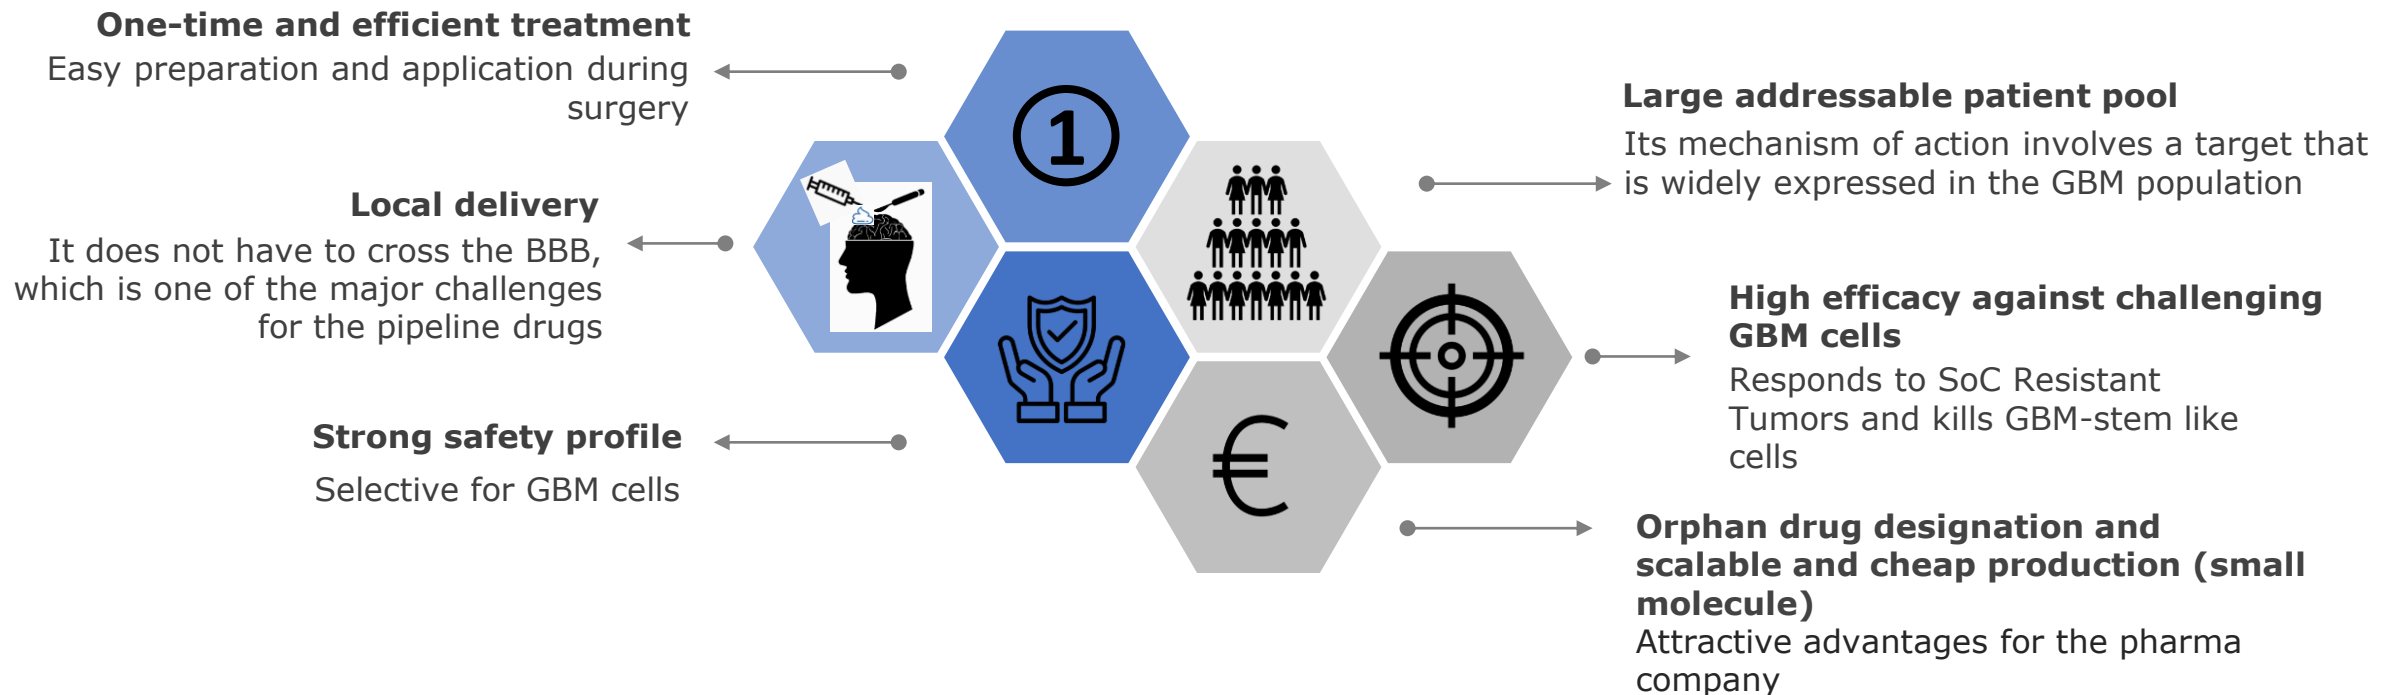 One-time and efficient treatment
Easy preparation and application during
surgery
Local delivery
It does not have to cross the BBB,
which is one of the major challenges
for the pipeline drugs
Strong safety profile
Selective for GBM cells
1
€
Large addressable patient pool
Its mechanism of action involves a target that
is widely expressed in the GBM population
High efficacy against challenging
GBM cells
Responds to SoC Resistant
Tumors and kills GBM-stem like
cells
Orphan drug designation and
scalable and cheap production (small
molecule)
Attractive advantages for the pharma
company